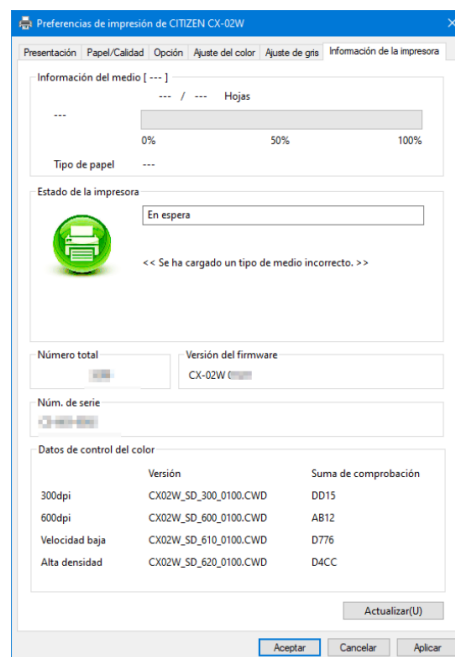 Preferencias de impresión de CITIZEN CX-02W
Presentación Papel/Calidad Opción Ajuste del color Ajuste de gris Información de la impresora
Información del medio [ --- ]
--- / --- Hojas
---
0% 50% 100%
Tipo de papel ---
Estado de la impresora
En espera
<< Se ha cargado un tipo de medio incorrecto. >>
Número total
Versión del firmware
CX-02W
Núm. de serie
Datos de control del color
Versión Suma de comprobación
300dpi CX02W_SD_300_0100.CWD DD15
600dpi CX02W_SD_600_0100.CWD AB12
Velocidad baja CX02W_SD_610_0100.CWD D776
Alta densidad CX02W_SD_620_0100.CWD D4CC
Actualizar(U)
Aceptar Cancelar Aplicar